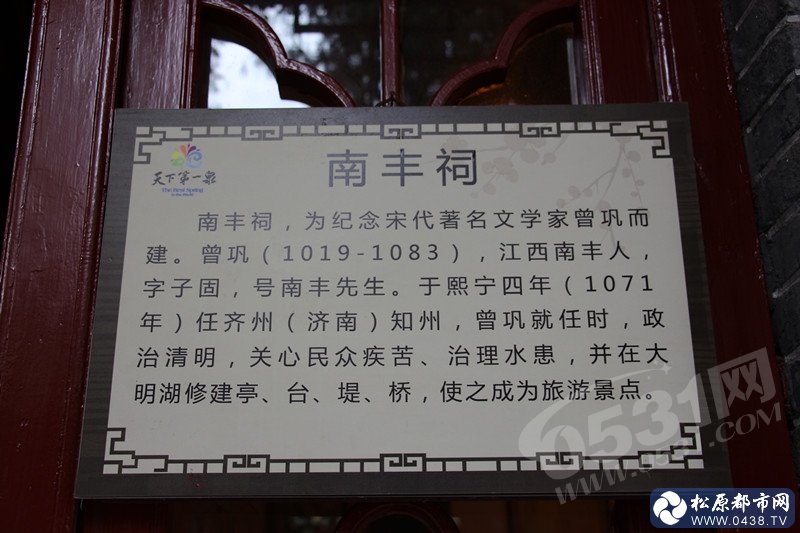 天下第一泉
The Best Spring
in the World
南丰祠
南丰祠，为纪念宋代著名文学家曾巩而
建。曾巩（1019-1083），江西南丰人，
字子固，号南丰先生。于熙宁四年（1071
年）任齐州（济南）知州，曾巩就任时，政
治清明，关心民众疾苦、治理水患，并在大
明湖修建亭、台、堤、桥，使之成为旅游景点。
0531网
www.0531.COM
松原都市网
WWW.0438.TV